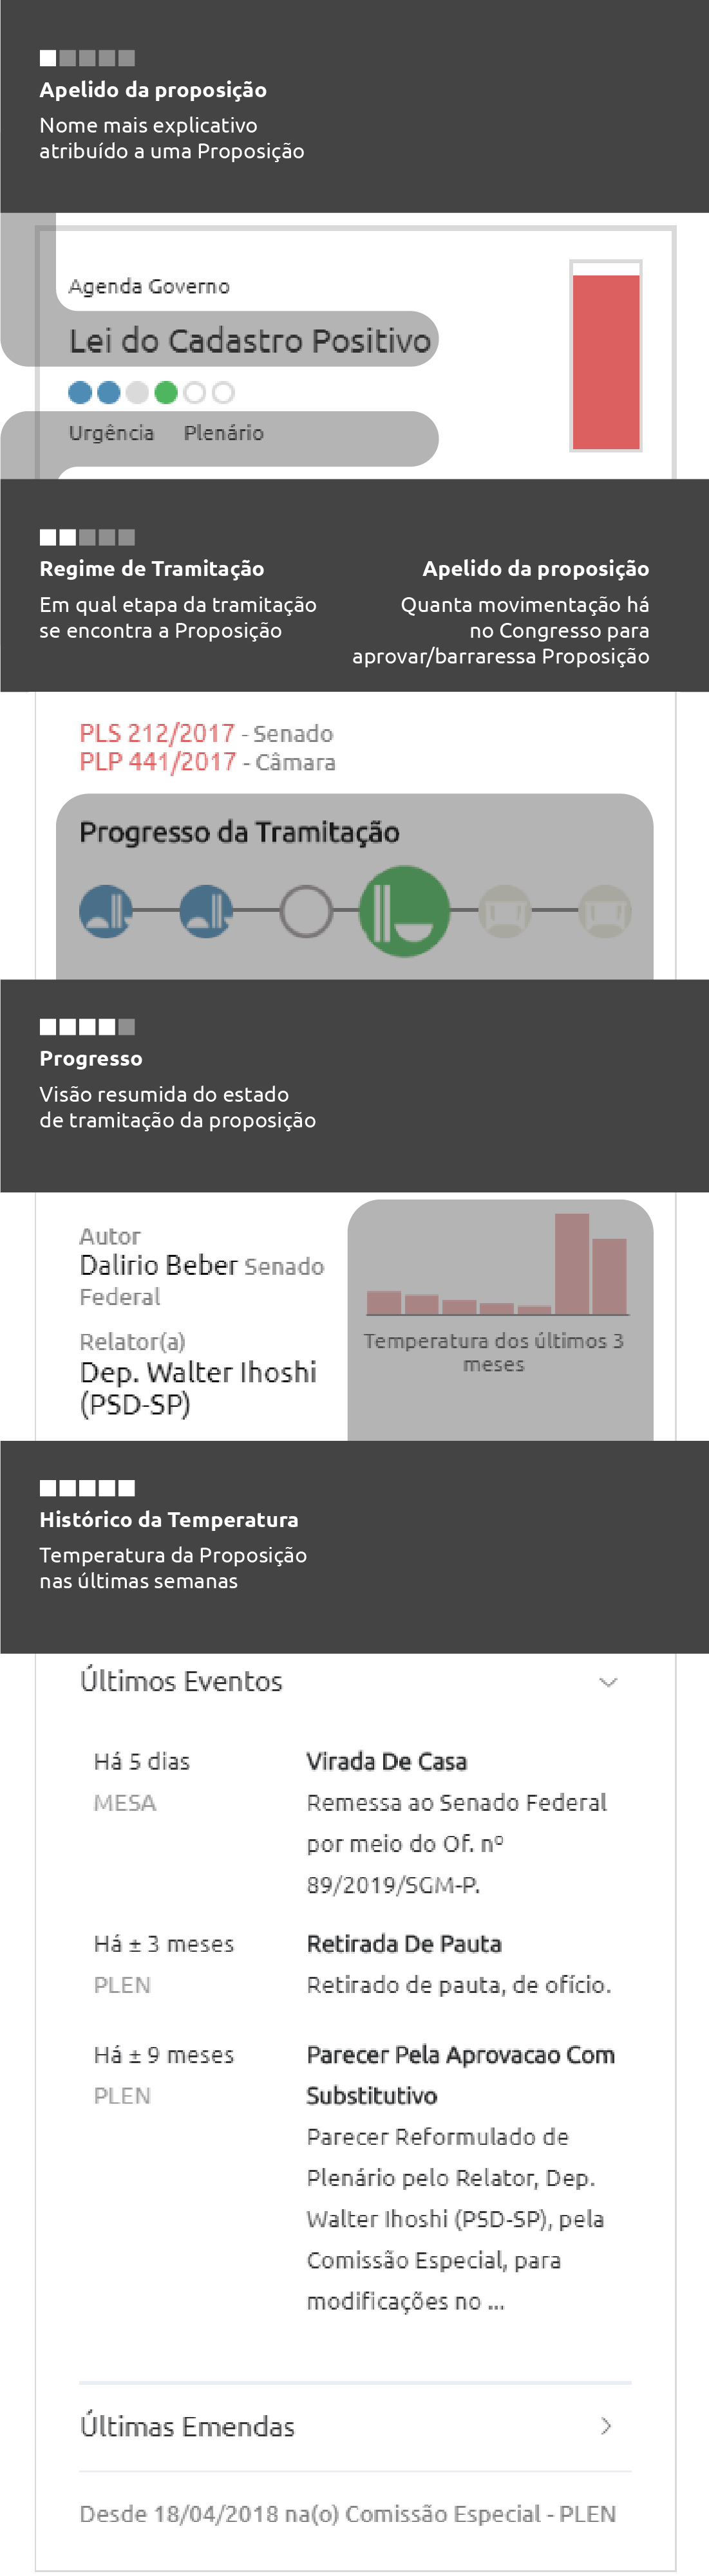 Apelido da proposição
Nome mais explicativo
atribuído a uma Proposição
Agenda Governo
Lei do Cadastro Positivo
Urgência Plenário
Regime de Tramitação
Em qual etapa da tramitação
se encontra a Proposição
Apelido da proposição
Quanta movimentação há
no Congresso para
aprovar/barraressa Proposição
PLS 212/2017 - Senado
PLP 441/2017 - Câmara
Progresso da Tramitação
Progresso
Visão resumida do estado
de tramitação da proposição
Autor
Dalirio Beber Senado
Federal
Relator(a)
Dep. Walter Ihoshi
(PSD-SP)
Temperatura dos últimos 3
meses
Histórico da Temperatura
Temperatura da Proposição
nas últimas semanas
Últimos Eventos
Há 5 dias
MESA
Virada De Casa
Remessa ao Senado Federal
por meio do Of. nº
89/2019/SGM-P.
Há ± 3 meses
PLEN
Retirada De Pauta
Retirado de pauta, de ofício.
Há ± 9 meses
PLEN
Parecer Pela Aprovacao Com
Substitutivo
Parecer Reformulado de
Plenário pelo Relator, Dep.
Walter Ihoshi (PSD-SP), pela
Comissão Especial, para
modificações no ...
Últimas Emendas
Desde 18/04/2018 na(o) Comissão Especial - PLEN